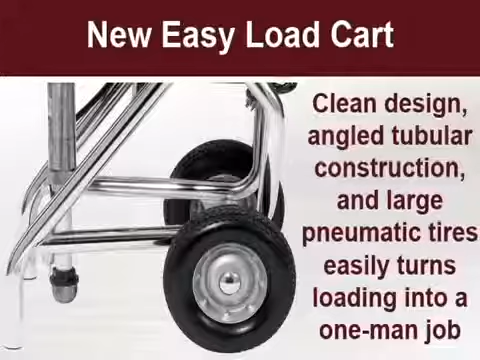 New Easy Load Cart
Clean design,
angled tubular
construction,
and large
pneumatic tires
easily turns
loading into a
one-man job